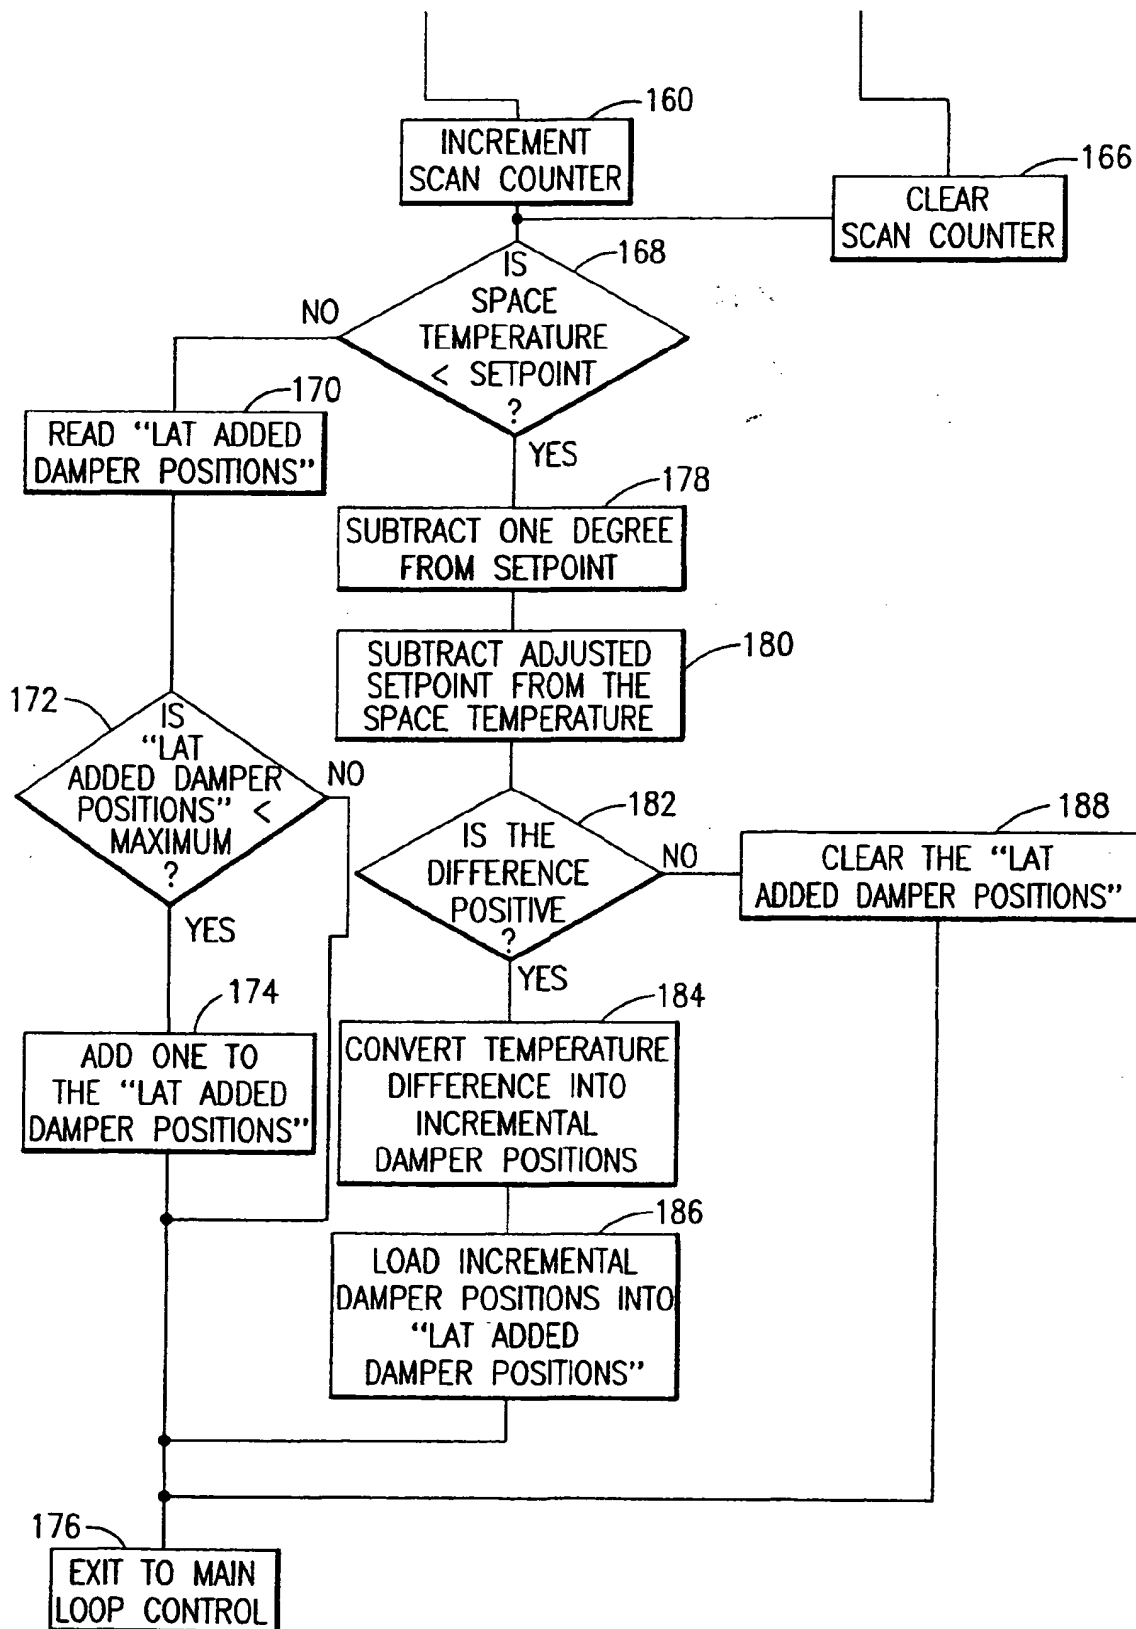 160
INCREMENT
SCAN COUNTER
166
CLEAR
SCAN COUNTER
168
IS
SPACE
TEMPERATURE
< SETPOINT
?
NO
YES
170
READ “LAT ADDED
DAMPER POSITIONS”
178
SUBTRACT ONE DEGREE
FROM SETPOINT
180
SUBTRACT ADJUSTED
SETPOINT FROM THE
SPACE TEMPERATURE
172
IS
“LAT
ADDED DAMPER
POSITIONS” <
MAXIMUM
?
NO
YES
182
IS THE
DIFFERENCE
POSITIVE
?
NO
YES
188
CLEAR THE “LAT
ADDED DAMPER POSITIONS”
174
ADD ONE TO
THE “LAT ADDED
DAMPER POSITIONS”
184
CONVERT TEMPERATURE
DIFFERENCE INTO
INCREMENTAL
DAMPER POSITIONS
186
LOAD INCREMENTAL
DAMPER POSITIONS INTO
“LAT ADDED
DAMPER POSITIONS”
176
EXIT TO MAIN
LOOP CONTROL